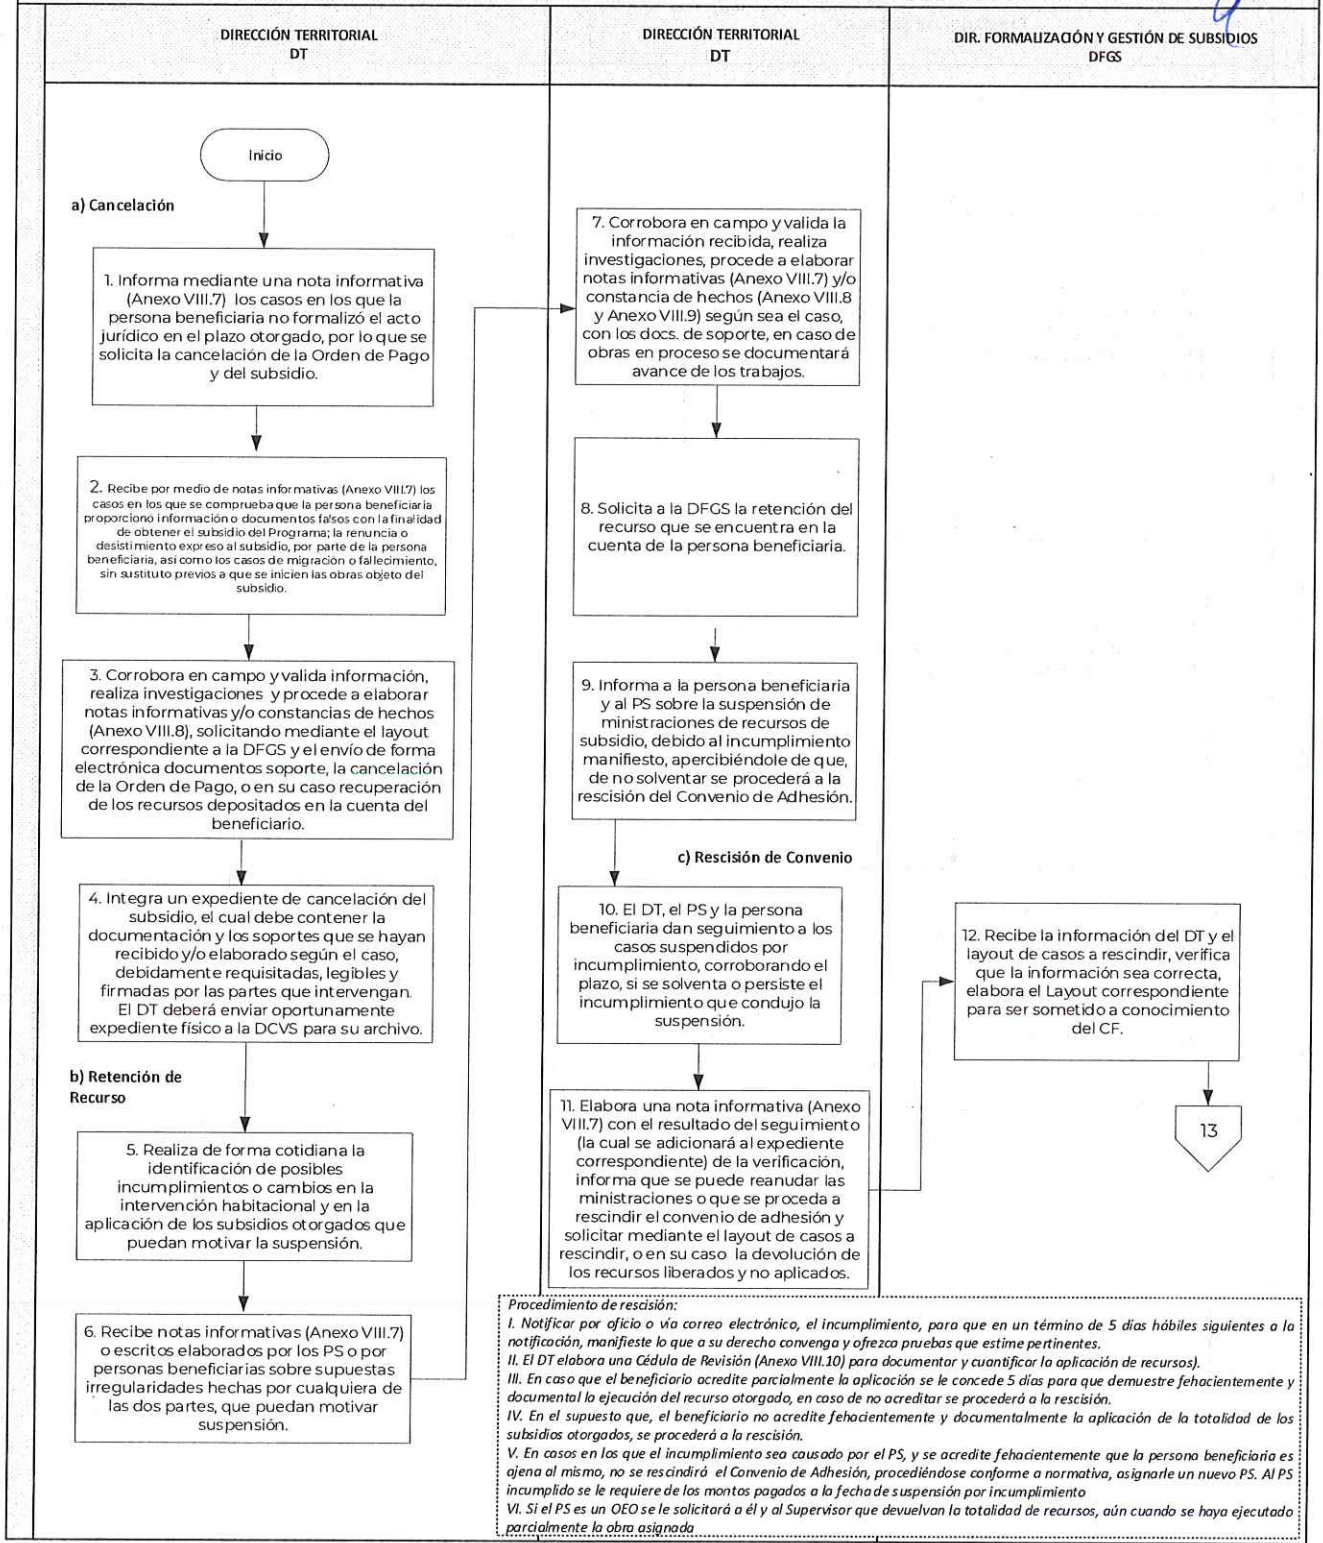 DIRECCIÓN TERRITORIAL
DT
DIRECCIÓN TERRITORIAL
DT
DIR. FORMALIZACIÓN Y GESTIÓN DE SUBSIDIOS
DFGS
Inicio
a) Cancelación
1. Informa mediante una nota informativa
(Anexo VIII.7) los casos en los que la
persona beneficiaria no formalizó el acto
jurídico en el plazo otorgado, por lo que se
solicita la cancelación de la Orden de Pago
y del subsidio.
2. Recibe por medio de notas informativas (Anexo VIII.7) los
casos en los que se comprueba que la persona beneficiaria
proporcionó información o documentos falsos con la finalidad
de obtener el subsidio del Programa; la renuncia o
desistimiento expreso al subsidio, por parte de la persona
beneficiaria, así como los casos de migración o fallecimiento,
sin sustituto previos a que se inicien las obras objeto del
subsidio.
3. Corrobora en campo y valida información,
realiza investigaciones y procede a elaborar
notas informativas y/o constancias de hechos
(Anexo VIII.8), solicitando mediante el layout
correspondiente a la DFGS y el envío de forma
electrónica documentos soporte, la cancelación
de la Orden de Pago, o en su caso recuperación
de los recursos depositados en la cuenta del
beneficiario.
4. Integra un expediente de cancelación del
subsidio, el cual debe contener la
documentación y los soportes que se hayan
recibido y/o elaborado según el caso,
debidamente requisitadas, legibles y
firmadas por las partes que intervengan.
El DT deberá enviar oportunamente
expediente físico a la DCVS para su archivo.
b) Retención de
Recurso
5. Realiza de forma cotidiana la
identificación de posibles
incumplimientos o cambios en la
intervención habitacional y en la
aplicación de los subsidios otorgados que
puedan motivar la suspensión.
6. Recibe notas informativas (Anexo VIII.7)
o escritos elaborados por los PS o por
personas beneficiarias sobre supuestas
irregularidades hechas por cualquiera de
las dos partes, que puedan motivar
suspensión.
7. Corrobora en campo y valida la
información recibida, realiza
investigaciones, procede a elaborar
notas informativas (Anexo VIII.7) y/o
constancia de hechos (Anexo VIII.8
y Anexo VIII.9) según sea el caso,
con los docs. de soporte, en caso de
obras en proceso se documentará
avance de los trabajos.
8. Solicita a la DFGS la retención del
recurso que se encuentra en la
cuenta de la persona beneficiaria.
9. Informa a la persona beneficiaria
y al PS sobre la suspensión de
ministraciones de recursos de
subsidio, debido al incumplimiento
manifiesto, apercibiéndole de que,
de no solventar se procederá a la
rescisión del Convenio de Adhesión.
c) Rescisión de Convenio
10. El DT, el PS y la persona
beneficiaria dan seguimiento a los
casos suspendidos por
incumplimiento, corroborando el
plazo, si se solventa o persiste el
incumplimiento que condujo la
suspensión.
11. Elabora una nota informativa (Anexo
VIII.7) con el resultado del seguimiento
(la cual se adicionará al expediente
correspondiente) de la verificación,
informa que se puede reanudar las
ministraciones o que se proceda a
rescindir el convenio de adhesión y
solicitar mediante el layout de casos a
rescindir, o en su caso la devolución de
los recursos liberados y no aplicados.
12. Recibe la información del DT y el
layout de casos a rescindir, verifica
que la información sea correcta,
elabora el Layout correspondiente
para ser sometido a conocimiento
del CF.
13
Procedimiento de rescisión:
I. Notificar por oficio o vía correo electrónico, el incumplimiento, para que en un término de 5 días hábiles siguientes a la
notificación, manifieste lo que a su derecho convenga y ofrezca pruebas que estime pertinentes.
II. El DT elabora una Cédula de Revisión (Anexo VIII.10) para documentar y cuantificar la aplicación de recursos).
III. En caso que el beneficiario acredite parcialmente la aplicación se le concede 5 días para que demuestre fehacientemente y
documental la ejecución del recurso otorgado, en caso de no acreditar se procederá a la rescisión.
IV. En el supuesto que, el beneficiario no acredite fehacientemente y documentalmente la aplicación de la totalidad de los
subsidios otorgados, se procederá a la rescisión.
V. En casos en los que el incumplimiento sea causado por el PS, y se acredite fehacientemente que la persona beneficiaria es
ajena al mismo, no se rescindirá el Convenio de Adhesión, procediéndose conforme a normativa, asignarle un nuevo PS. Al PS
incumplido se le requiere de los montos pagados a la fecha de suspensión por incumplimiento
VI. Si el PS es un OEO se le solicitará a él y al Supervisor que devuelvan la totalidad de recursos, aún cuando se haya ejecutado
parcialmente la obra asignada